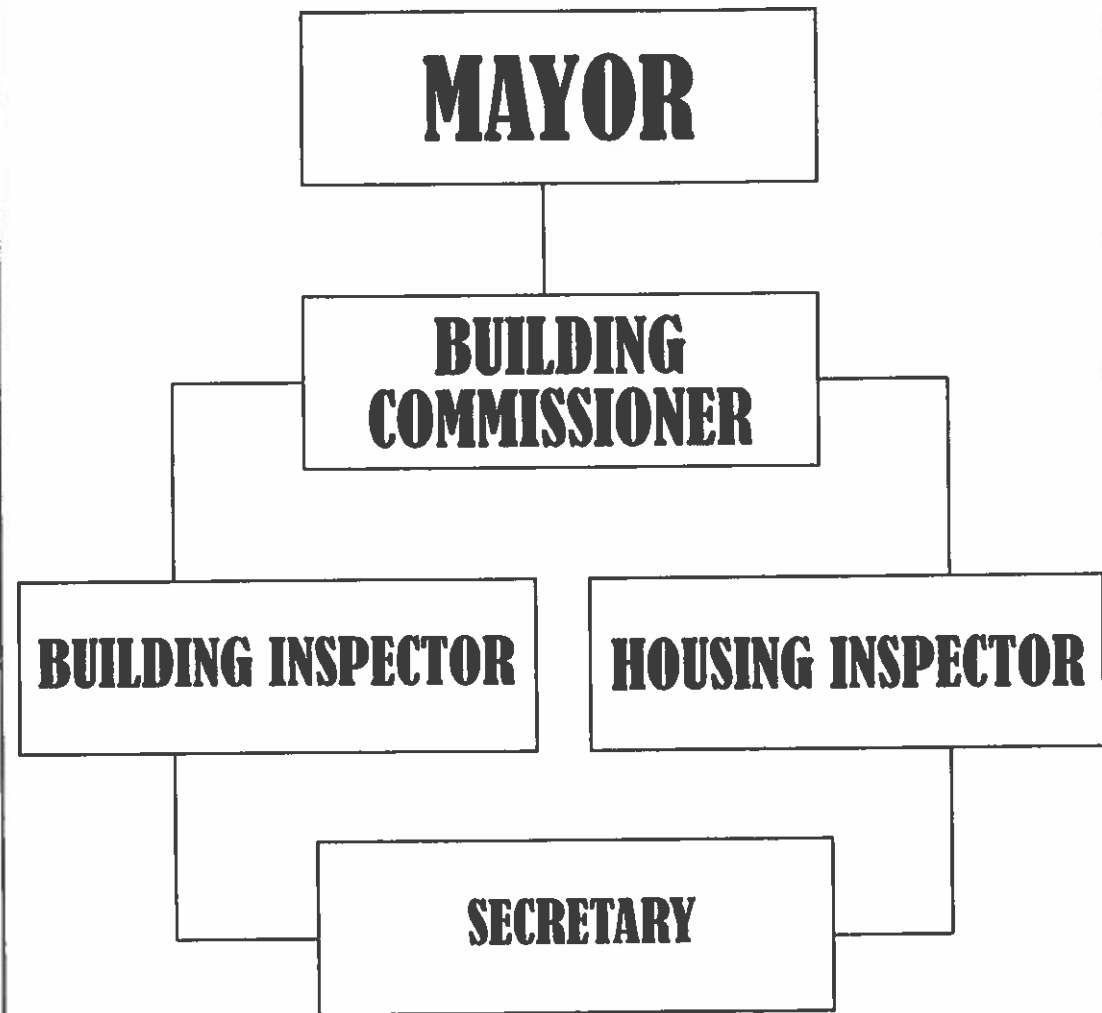 MAYOR
BUILDING
COMMISSIONER
BUILDING INSPECTOR
HOUSING INSPECTOR
SECRETARY